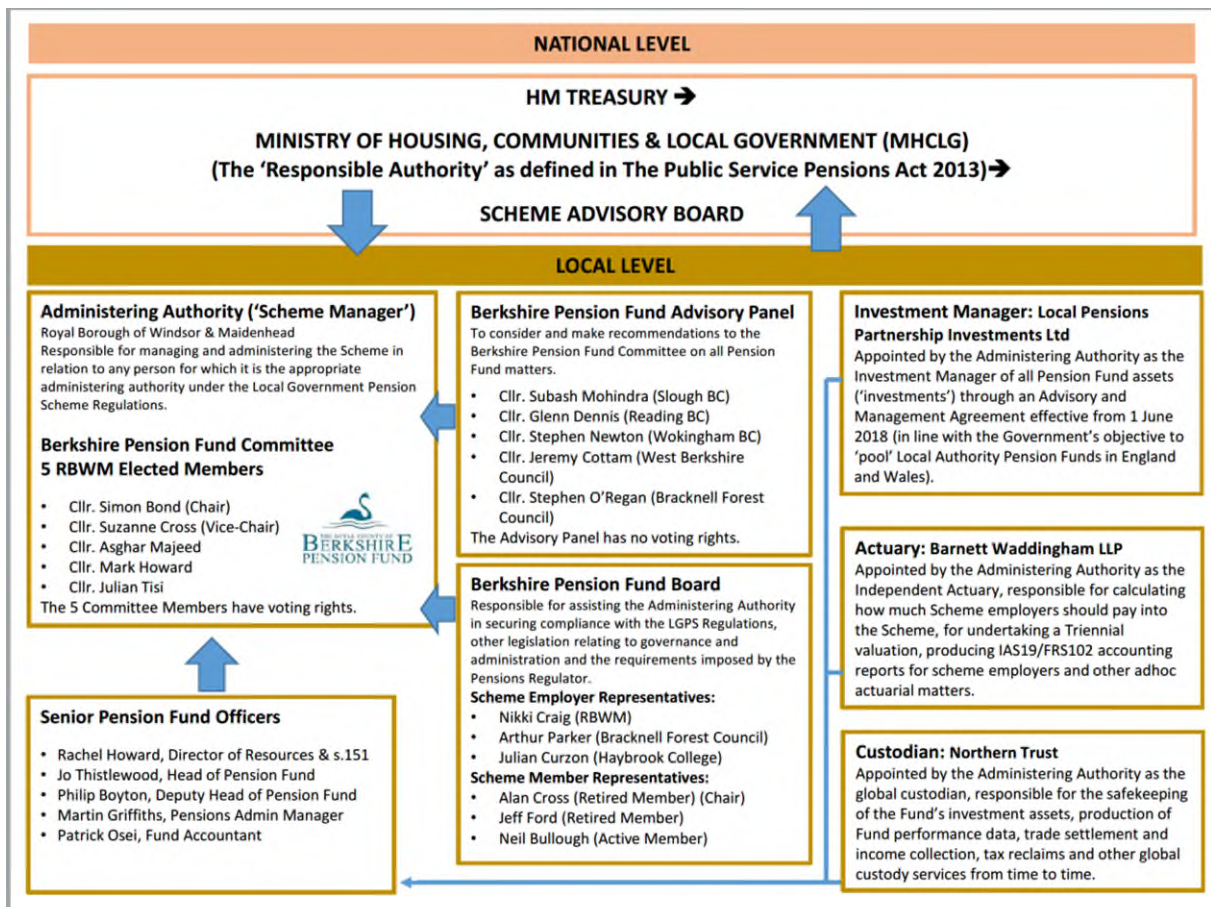 NATIONAL LEVEL
HM TREASURY ➔
MINISTRY OF HOUSING, COMMUNITIES & LOCAL GOVERNMENT (MHCLG)
(The ‘Responsible Authority’ as defined in The Public Service Pensions Act 2013)➔
SCHEME ADVISORY BOARD
LOCAL LEVEL
Administering Authority (‘Scheme Manager’)
Royal Borough of Windsor & Maidenhead
Responsible for managing and administering the Scheme in
relation to any person for which it is the appropriate
administering authority under the Local Government Pension
Scheme Regulations.
Berkshire Pension Fund Committee
5 RBWM Elected Members
• Cllr. Simon Bond (Chair)
• Cllr. Suzanne Cross (Vice-Chair)
• Cllr. Asghar Majeed
• Cllr. Mark Howard
• Cllr. Julian Tisi
The 5 Committee Members have voting rights.
THE ROYAL COUNTY OF
BERKSHIRE
PENSION FUND
Senior Pension Fund Officers
• Rachel Howard, Director of Resources & s.151
• Jo Thistlewood, Head of Pension Fund
• Philip Boyton, Deputy Head of Pension Fund
• Martin Griffiths, Pensions Admin Manager
• Patrick Osei, Fund Accountant
Berkshire Pension Fund Advisory Panel
To consider and make recommendations to the
Berkshire Pension Fund Committee on all Pension
Fund matters.
• Cllr. Subash Mohindra (Slough BC)
• Cllr. Glenn Dennis (Reading BC)
• Cllr. Stephen Newton (Wokingham BC)
• Cllr. Jeremy Cottam (West Berkshire
Council)
• Cllr. Stephen O’Regan (Bracknell Forest
Council)
The Advisory Panel has no voting rights.
Berkshire Pension Fund Board
Responsible for assisting the Administering Authority
in securing compliance with the LGPS Regulations,
other legislation relating to governance and
administration and the requirements imposed by the
Pensions Regulator.
Scheme Employer Representatives:
• Nikki Craig (RBWM)
• Arthur Parker (Bracknell Forest Council)
• Julian Curzon (Haybrook College)
Scheme Member Representatives:
• Alan Cross (Retired Member) (Chair)
• Jeff Ford (Retired Member)
• Neil Bullough (Active Member)
Investment Manager: Local Pensions
Partnership Investments Ltd
Appointed by the Administering Authority as the
Investment Manager of all Pension Fund assets
(‘investments’) through an Advisory and
Management Agreement effective from 1 June
2018 (in line with the Government’s objective to
‘pool’ Local Authority Pension Funds in England
and Wales).
Actuary: Barnett Waddingham LLP
Appointed by the Administering Authority as the
Independent Actuary, responsible for calculating
how much Scheme employers should pay into
the Scheme, for undertaking a Triennial
valuation, producing IAS19/FRS102 accounting
reports for scheme employers and other adhoc
actuarial matters.
Custodian: Northern Trust
Appointed by the Administering Authority as the
global custodian, responsible for the safekeeping
of the Fund’s investment assets, production of
Fund performance data, trade settlement and
income collection, tax reclaims and other global
custody services from time to time.